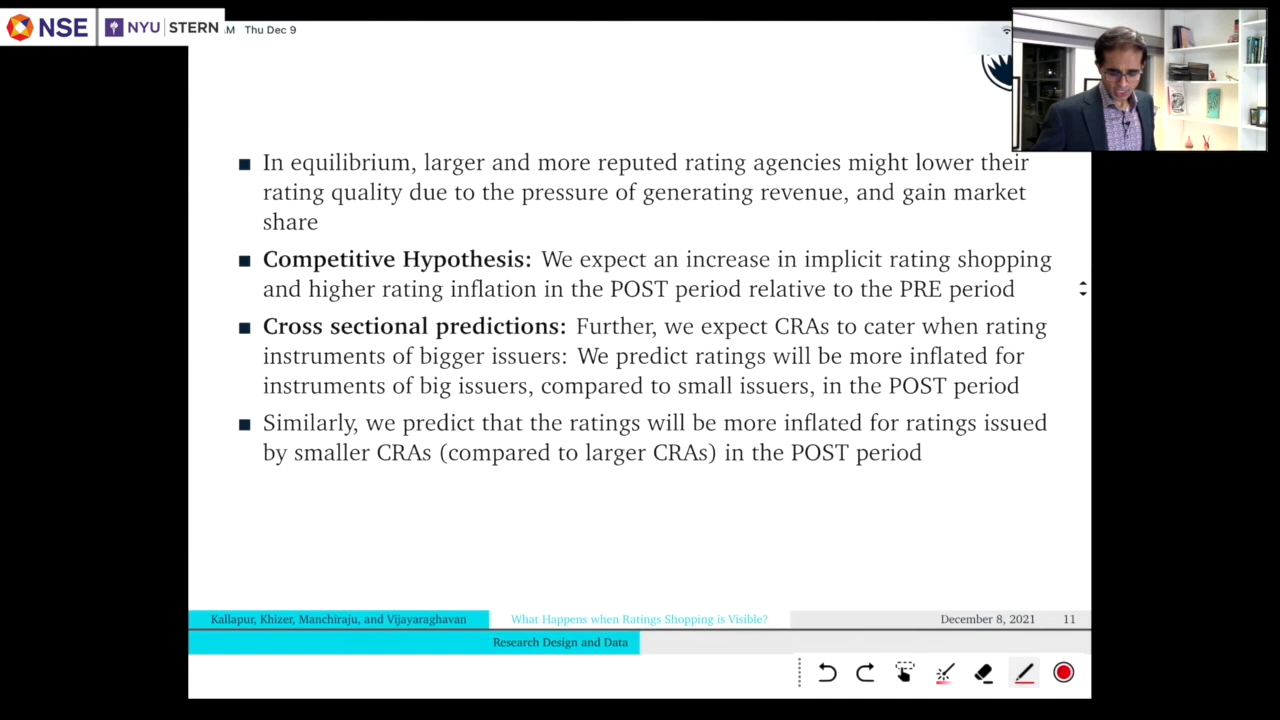 NSE
NYU | STERN
M Thu Dec 9
■ In equilibrium, larger and more reputed rating agencies might lower their
rating quality due to the pressure of generating revenue, and gain market
share
■ Competitive Hypothesis: We expect an increase in implicit rating shopping
and higher rating inflation in the POST period relative to the PRE period
■ Cross sectional predictions: Further, we expect CRAs to cater when rating
instruments of bigger issuers: We predict ratings will be more inflated for
instruments of big issuers, compared to small issuers, in the POST period
■ Similarly, we predict that the ratings will be more inflated for ratings issued
by smaller CRAs (compared to larger CRAs) in the POST period
Kallapur, Khizer, Manchiraju, and Vijayaraghavan What Happens when Ratings Shopping is Visible? December 8, 2021 11
Research Design and Data